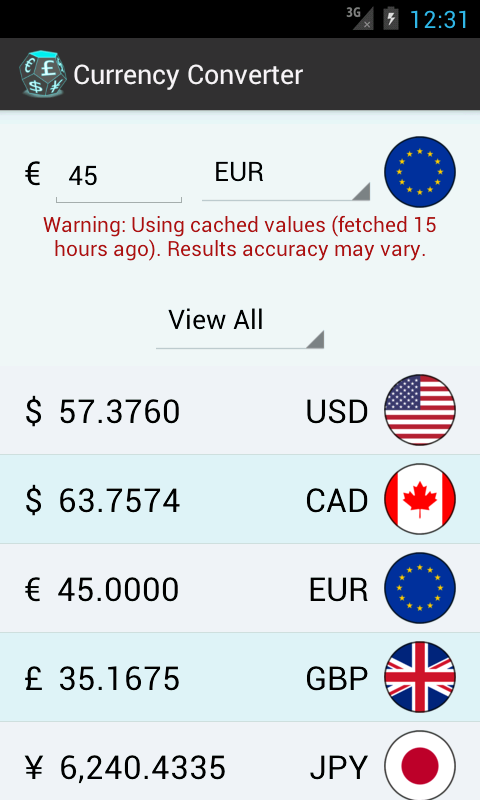 3G 12:31
Currency Converter
€ 45 EUR
Warning: Using cached values (fetched 15
hours ago). Results accuracy may vary.
View All
$ 57.3760 USD
$ 63.7574 CAD
€ 45.0000 EUR
£ 35.1675 GBP
¥ 6,240.4335 JPY